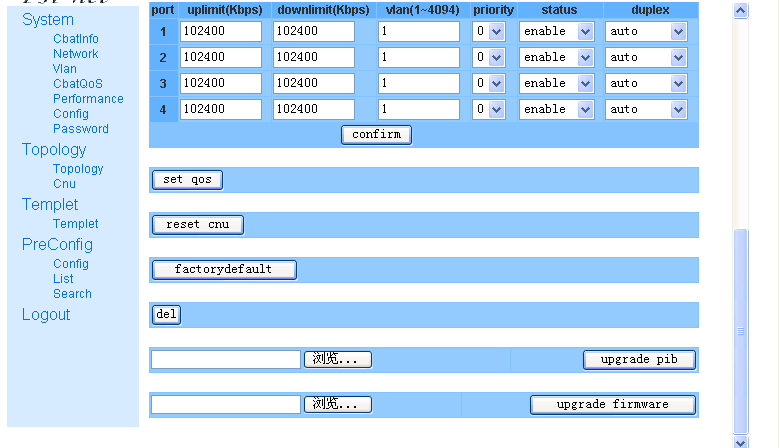 System
CbatInfo
Network
Vlan
CbatQoS
Performance
Config
Password
Topology
Topology
Cnu
Templet
Templet
PreConfig
Config
List
Search
Logout
port uplimit(Kbps) downlimit(Kbps) vlan(1~4094) priority status duplex
1 102400 102400 1 0 enable auto
2 102400 102400 1 0 enable auto
3 102400 102400 1 0 enable auto
4 102400 102400 1 0 enable auto
confirm
set qos
reset cnu
factorydefault
del
浏览... upgrade pib
浏览... upgrade firmware